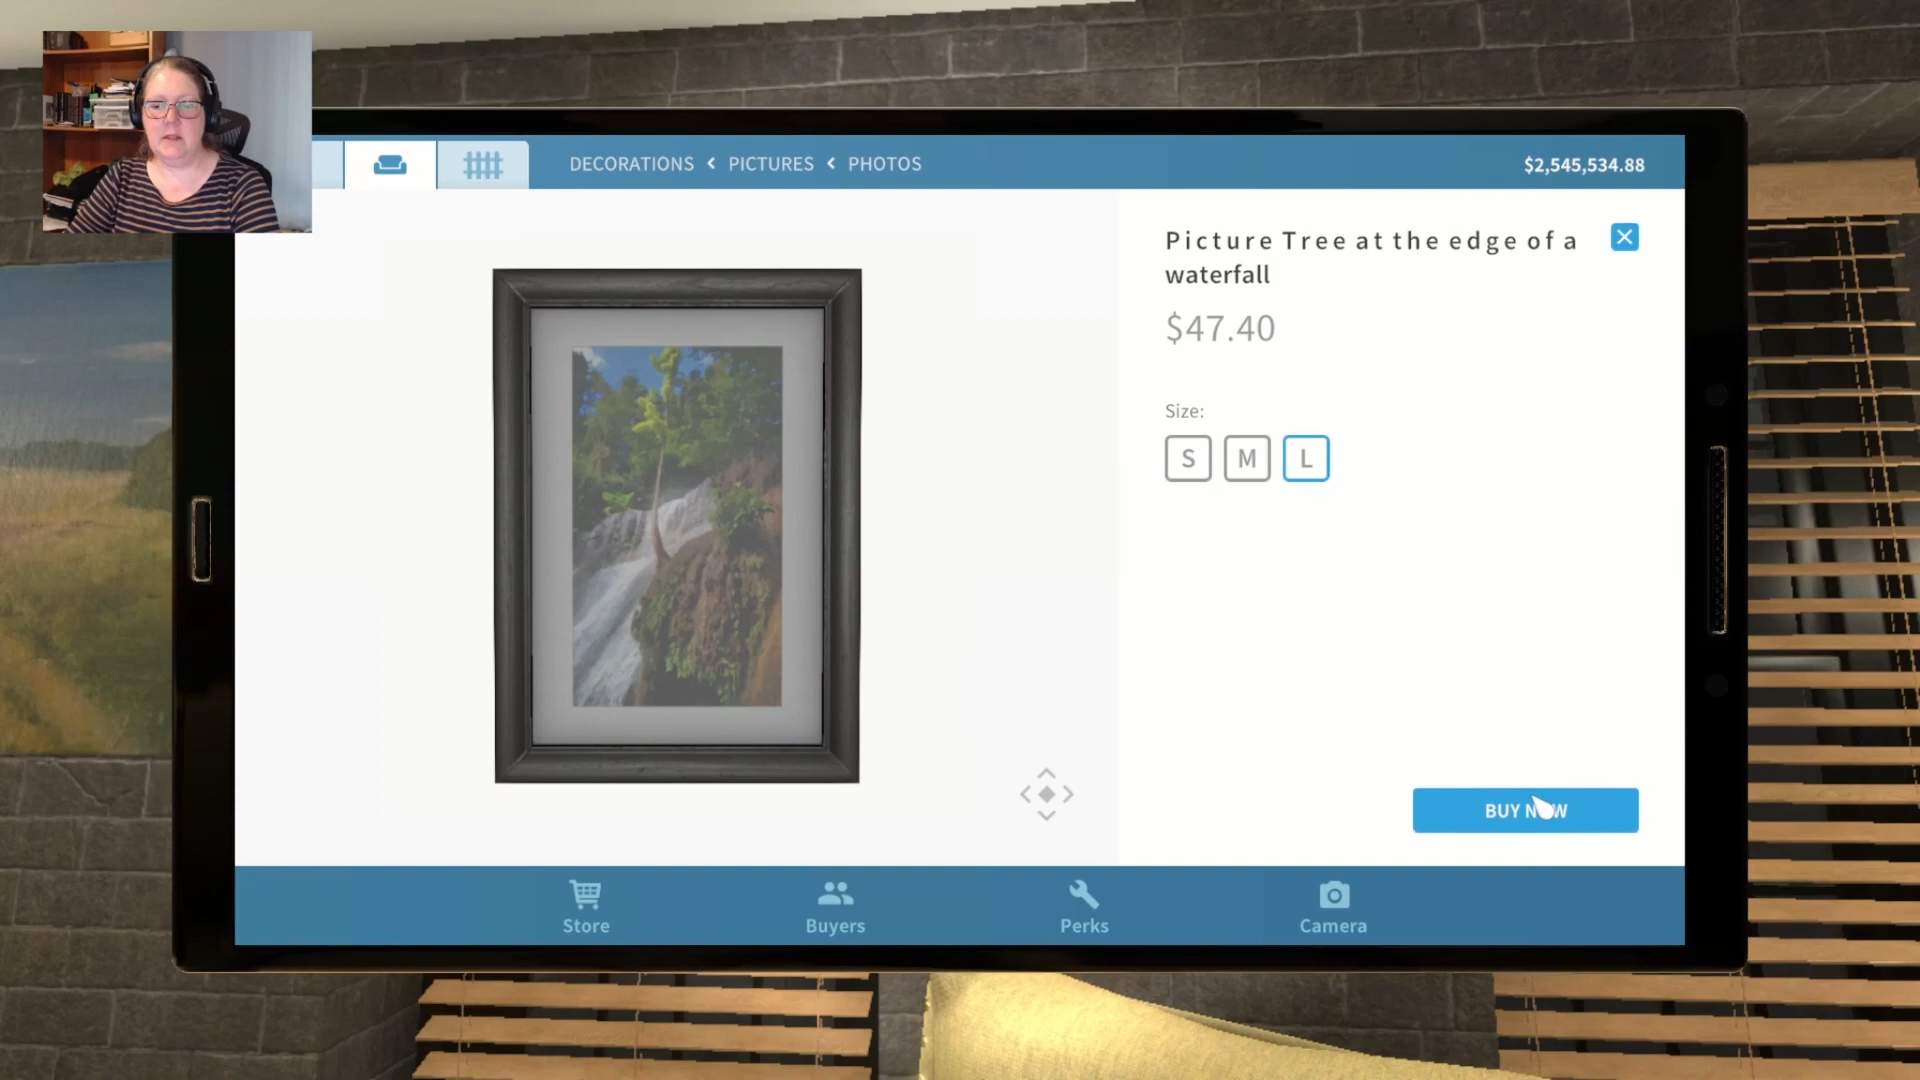 DECORATIONS < PICTURES < PHOTOS
$2,545,534.88
Picture Tree at the edge of a
waterfall
$47.40
Size:
S M L
BUY NOW
Store Buyers Perks Camera